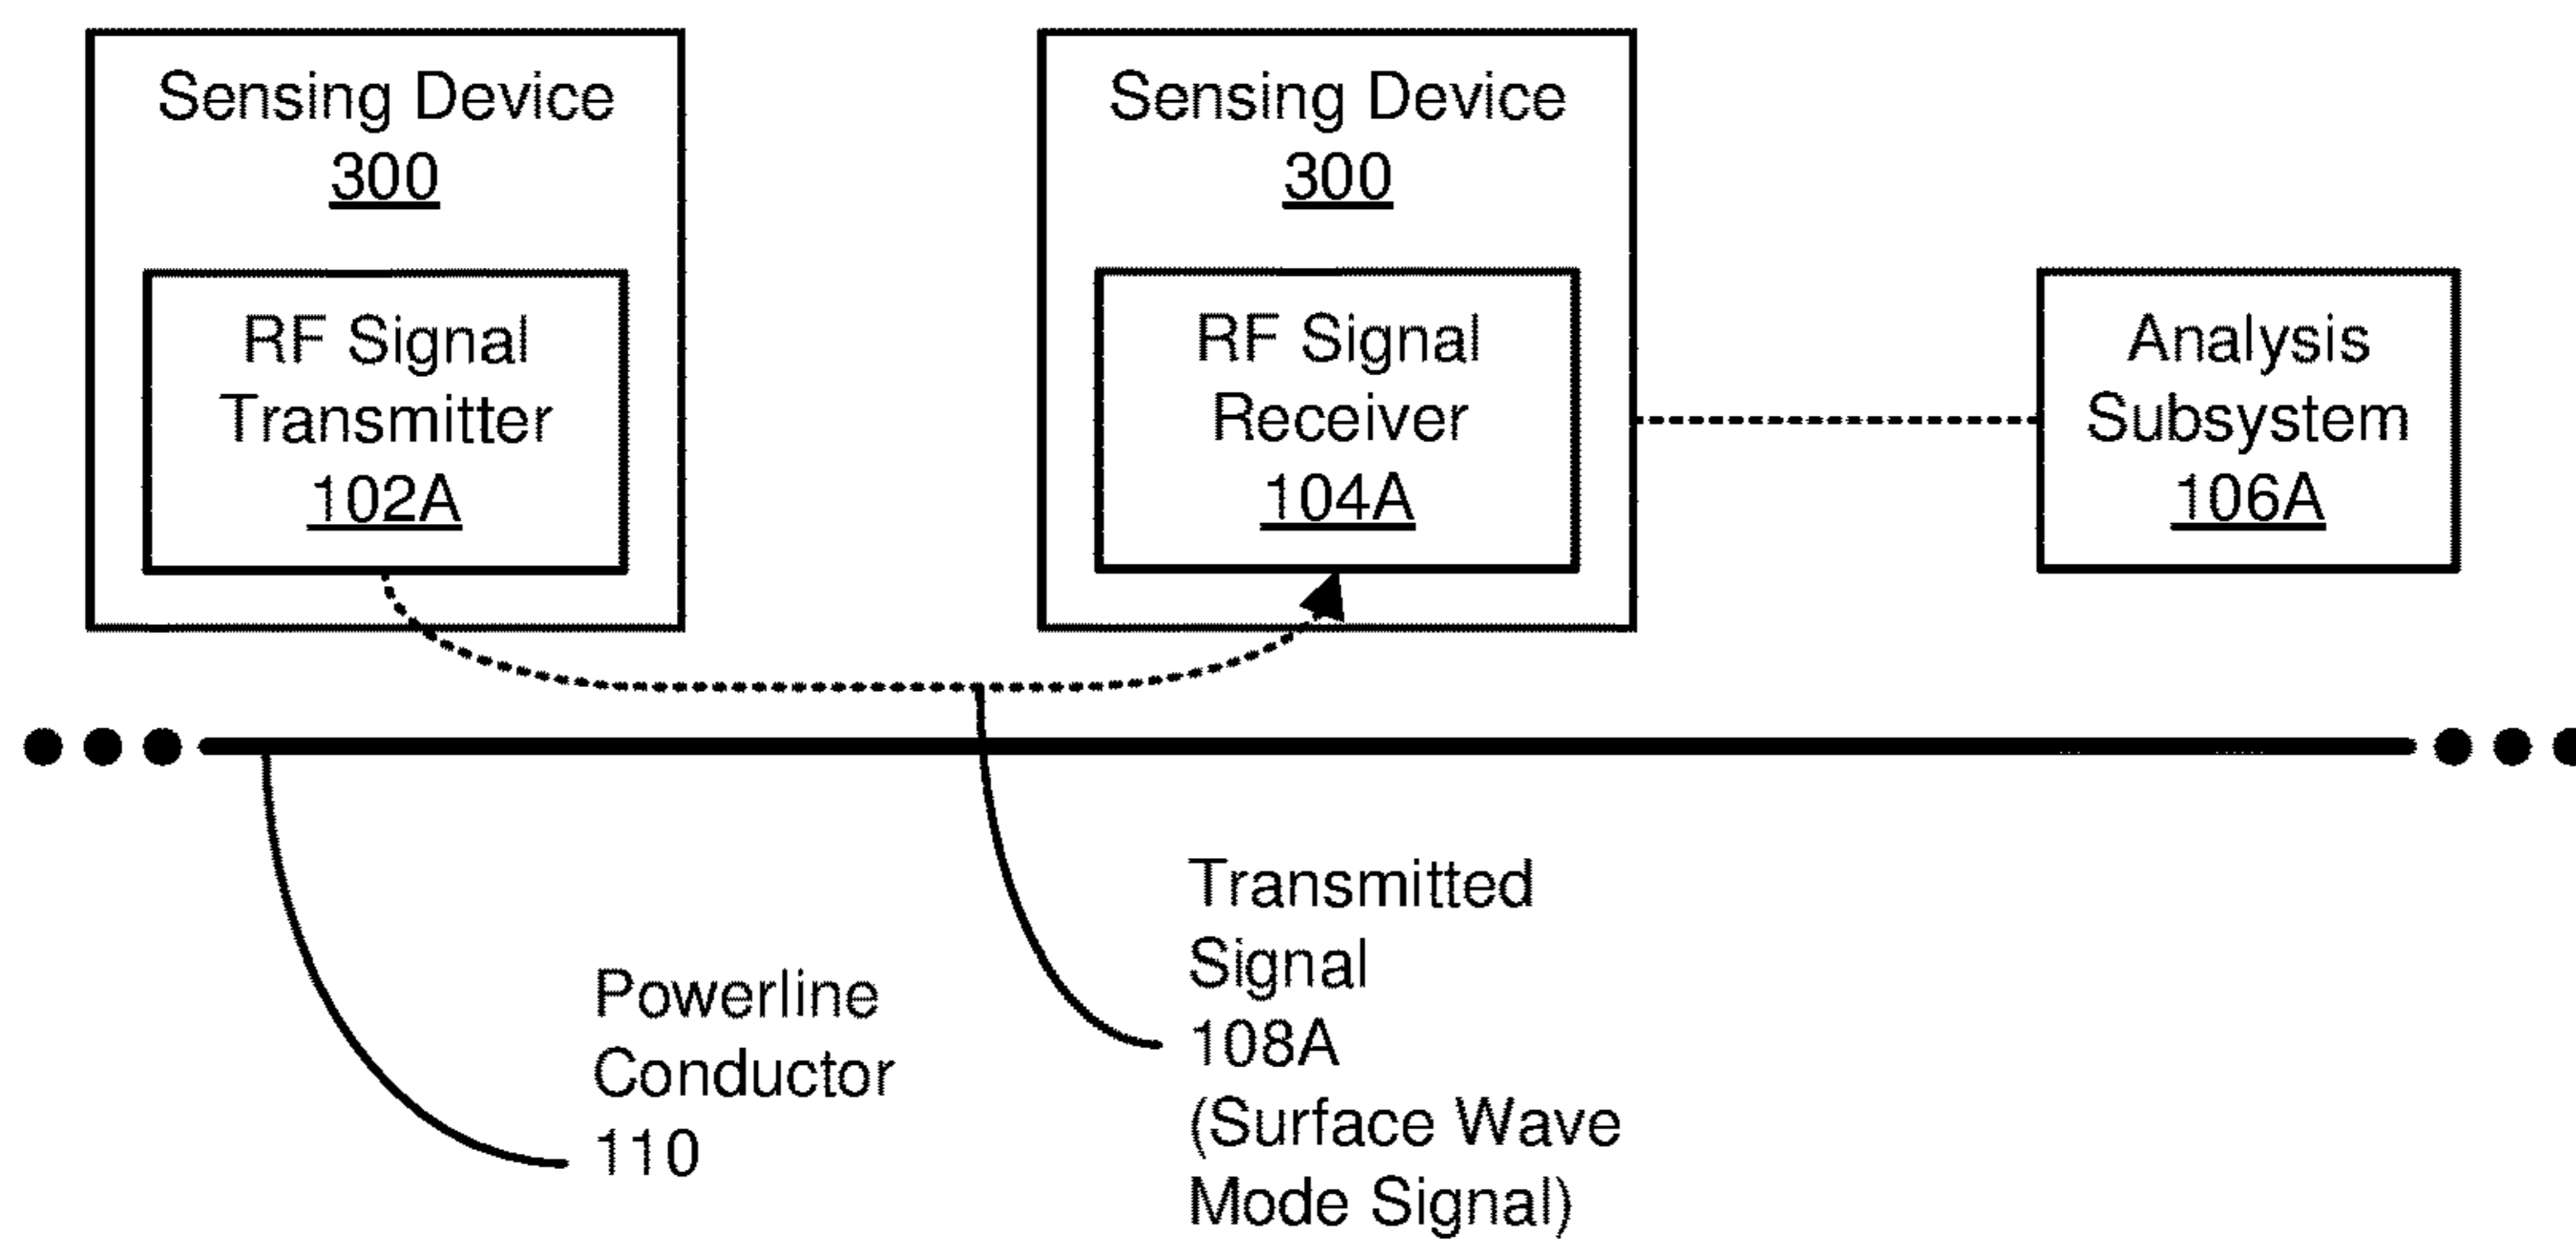 Sensing Device
300
RF Signal
Transmitter
102A
Sensing Device
300
RF Signal
Receiver
104A
Analysis
Subsystem
106A
Powerline
Conductor
110
Transmitted
Signal
108A
(Surface Wave
Mode Signal)